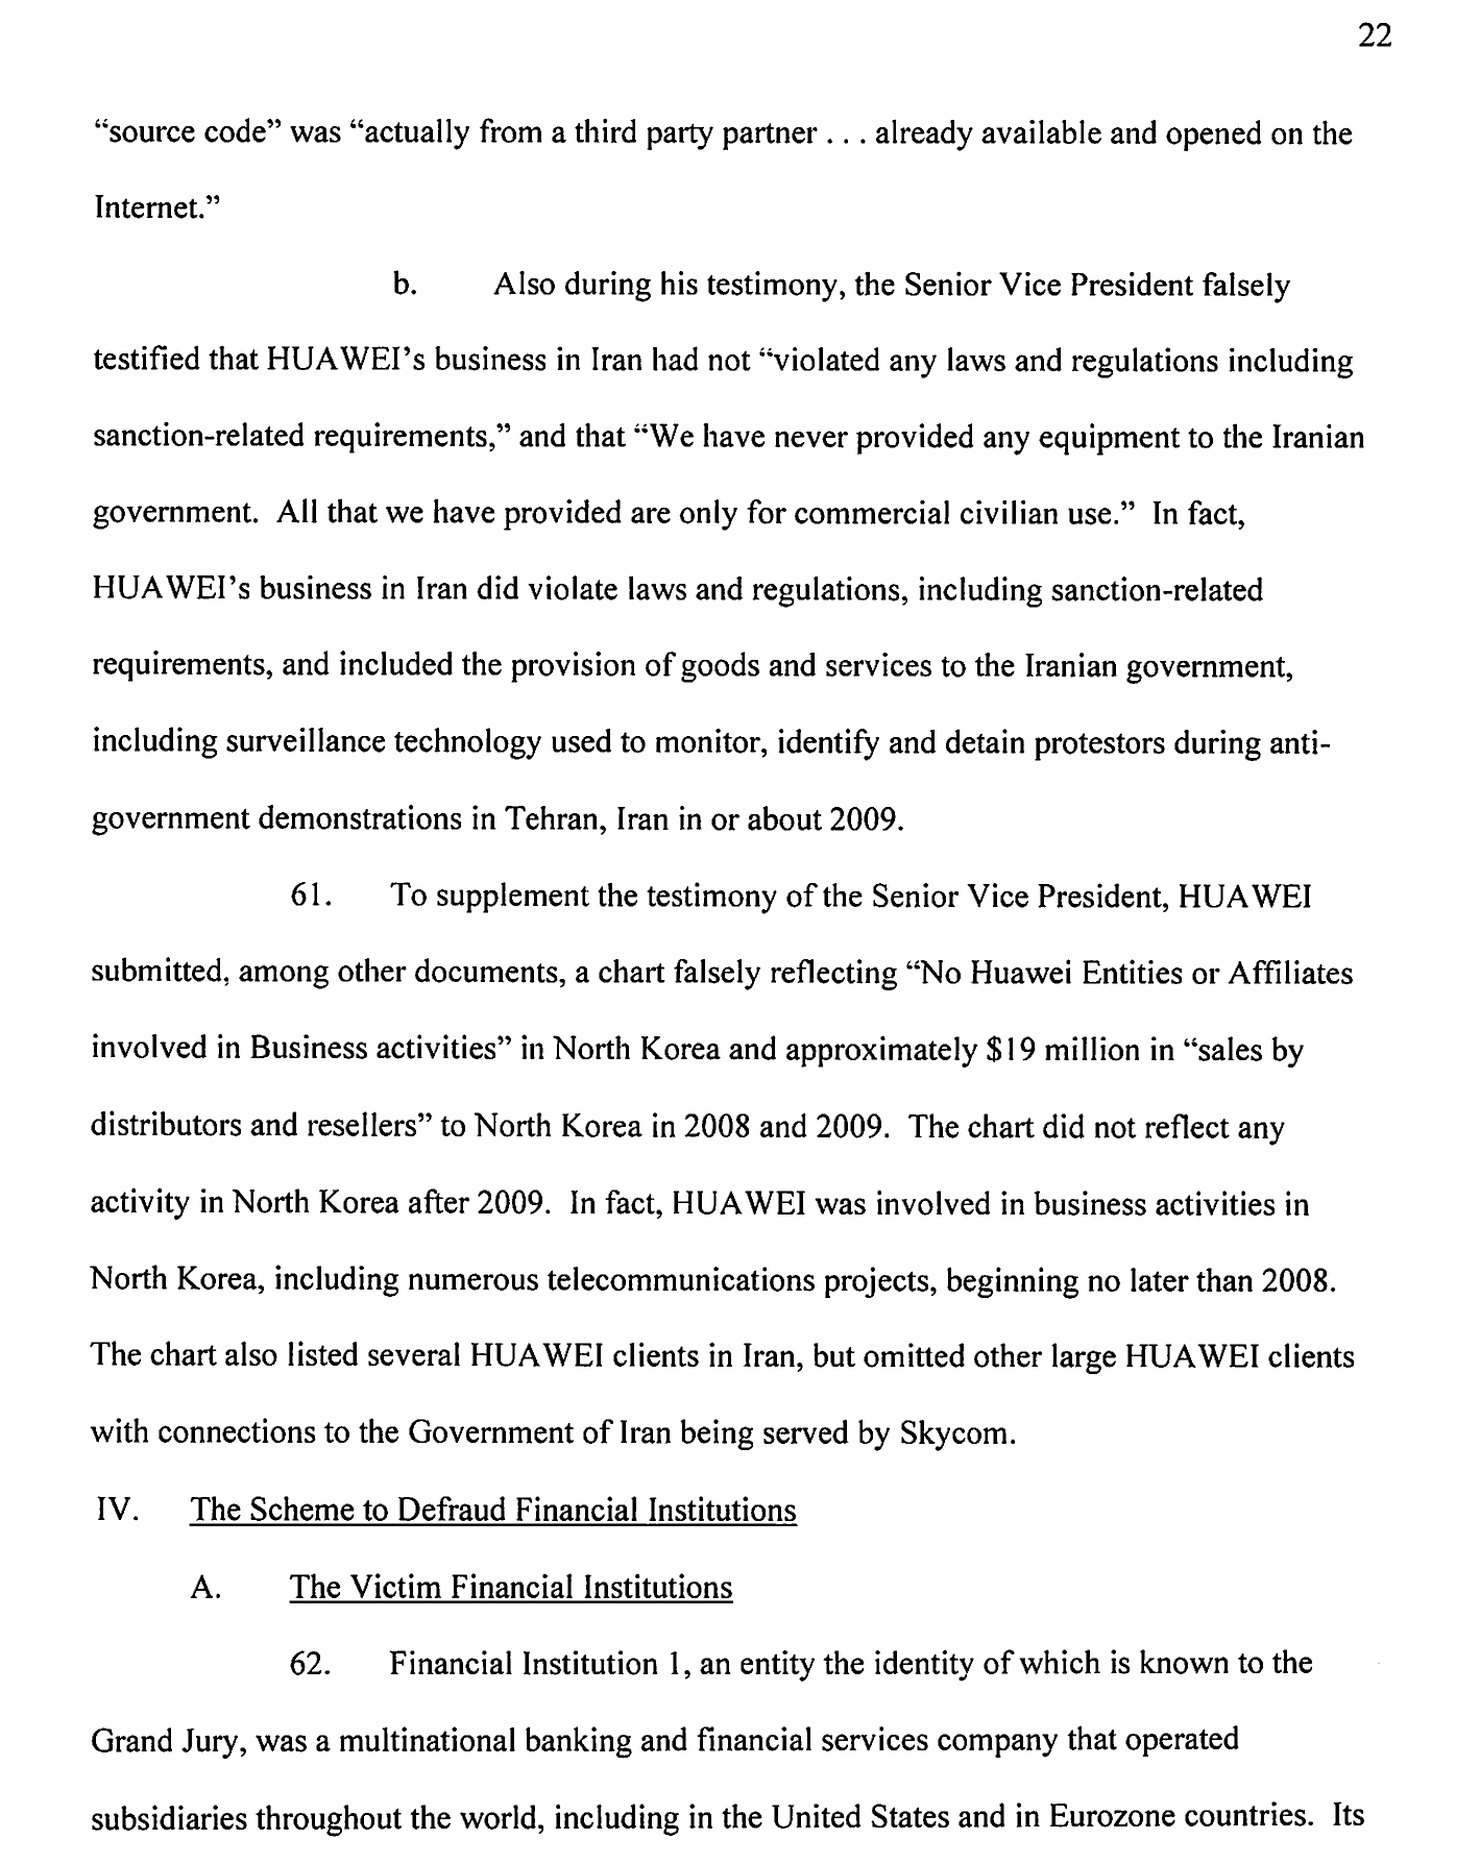 22
“source code” was “actually from a third party partner . . . already available and opened on the
Internet.”
b. Also during his testimony, the Senior Vice President falsely
testified that HUAWEI’s business in Iran had not “violated any laws and regulations including
sanction-related requirements,” and that “We have never provided any equipment to the Iranian
government. All that we have provided are only for commercial civilian use.” In fact,
HUAWEI’s business in Iran did violate laws and regulations, including sanction-related
requirements, and included the provision of goods and services to the Iranian government,
including surveillance technology used to monitor, identify and detain protestors during anti-
government demonstrations in Tehran, Iran in or about 2009.
61. To supplement the testimony of the Senior Vice President, HUAWEI
submitted, among other documents, a chart falsely reflecting “No Huawei Entities or Affiliates
involved in Business activities” in North Korea and approximately $19 million in “sales by
distributors and resellers” to North Korea in 2008 and 2009. The chart did not reflect any
activity in North Korea after 2009. In fact, HUAWEI was involved in business activities in
North Korea, including numerous telecommunications projects, beginning no later than 2008.
The chart also listed several HUAWEI clients in Iran, but omitted other large HUAWEI clients
with connections to the Government of Iran being served by Skycom.
IV. The Scheme to Defraud Financial Institutions
A. The Victim Financial Institutions
62. Financial Institution 1, an entity the identity of which is known to the
Grand Jury, was a multinational banking and financial services company that operated
subsidiaries throughout the world, including in the United States and in Eurozone countries. Its